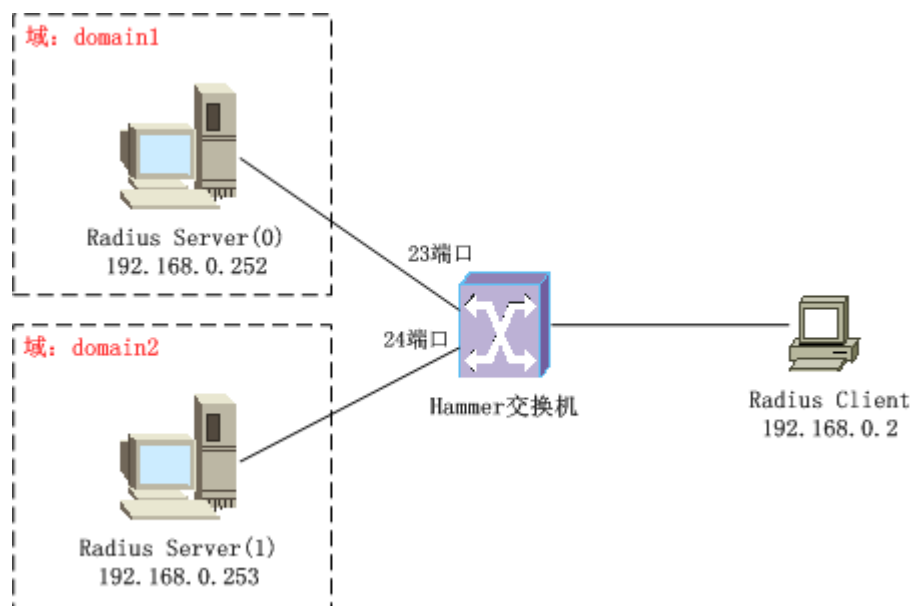 域：domain1
Radius Server(0)
192.168.0.252
23端口
24端口
域：domain2
Hammer交换机
Radius Client
192.168.0.2
Radius Server(1)
192.168.0.253